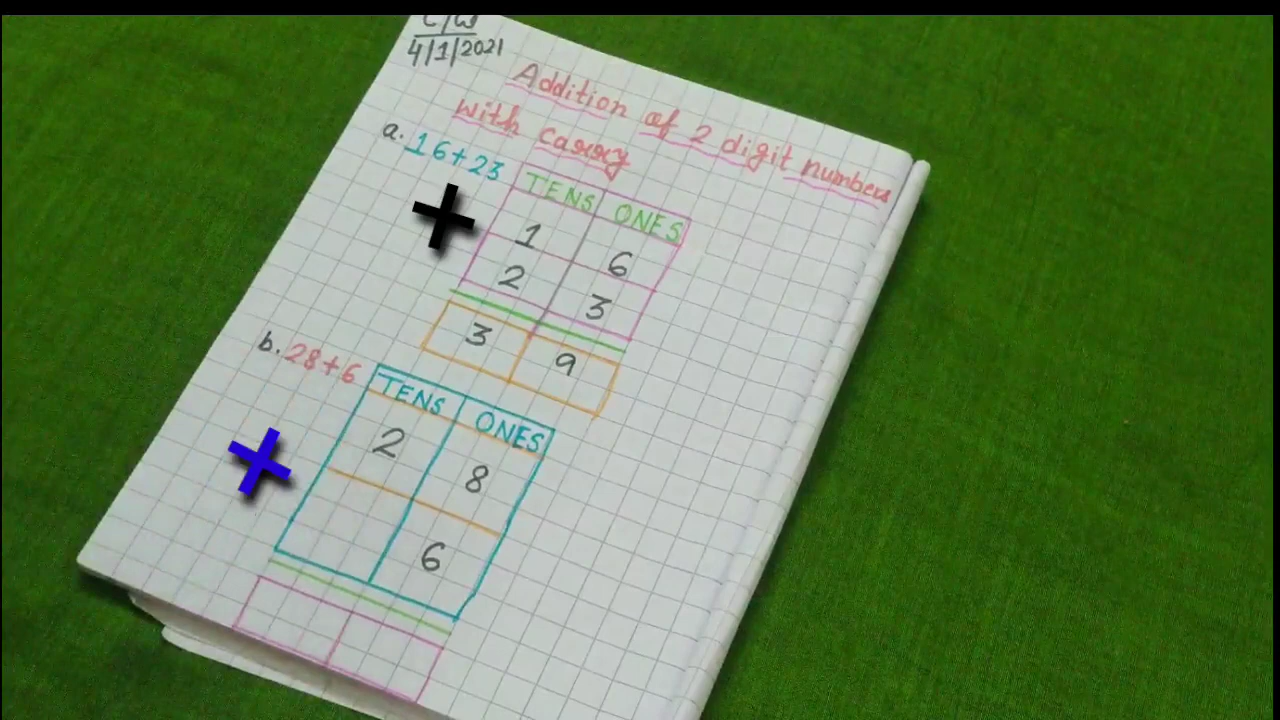 C/W
4/1/2021
Addition of 2 digit numbers
with carry
a. 16+23
TENS ONES
1 6
+ 2 3
3 9
b. 28+6
TENS ONES
2 8
+ 6